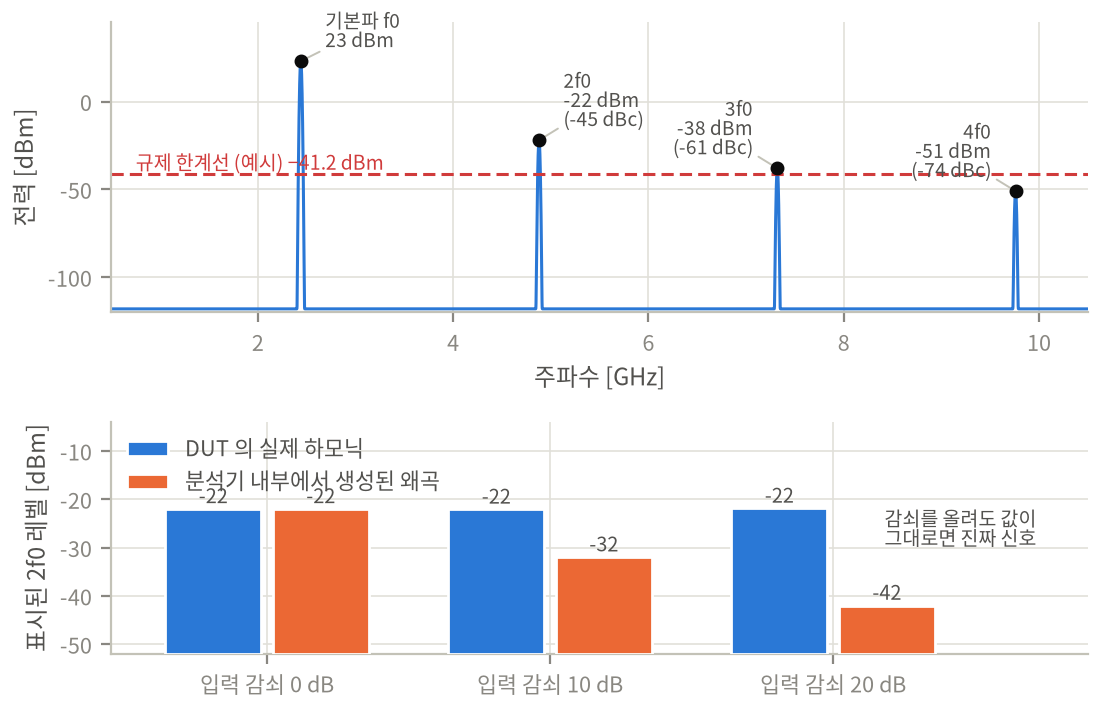 기본파 f0
23 dBm
2f0
-22 dBm
(-45 dBc)
3f0
-38 dBm
(-61 dBc)
4f0
-51 dBm
(-74 dBc)
규제 한계선 (예시) −41.2 dBm
전력 [dBm]
0
-50
-100
2
4
6
8
10
주파수 [GHz]
표시된 2f0 레벨 [dBm]
-10
-20
-30
-40
-50
DUT 의 실제 하모닉
분석기 내부에서 생성된 왜곡
-22
-22
-22
-32
-22
-42
감쇠를 올려도 값이
그대로면 진짜 신호
입력 감쇠 0 dB
입력 감쇠 10 dB
입력 감쇠 20 dB